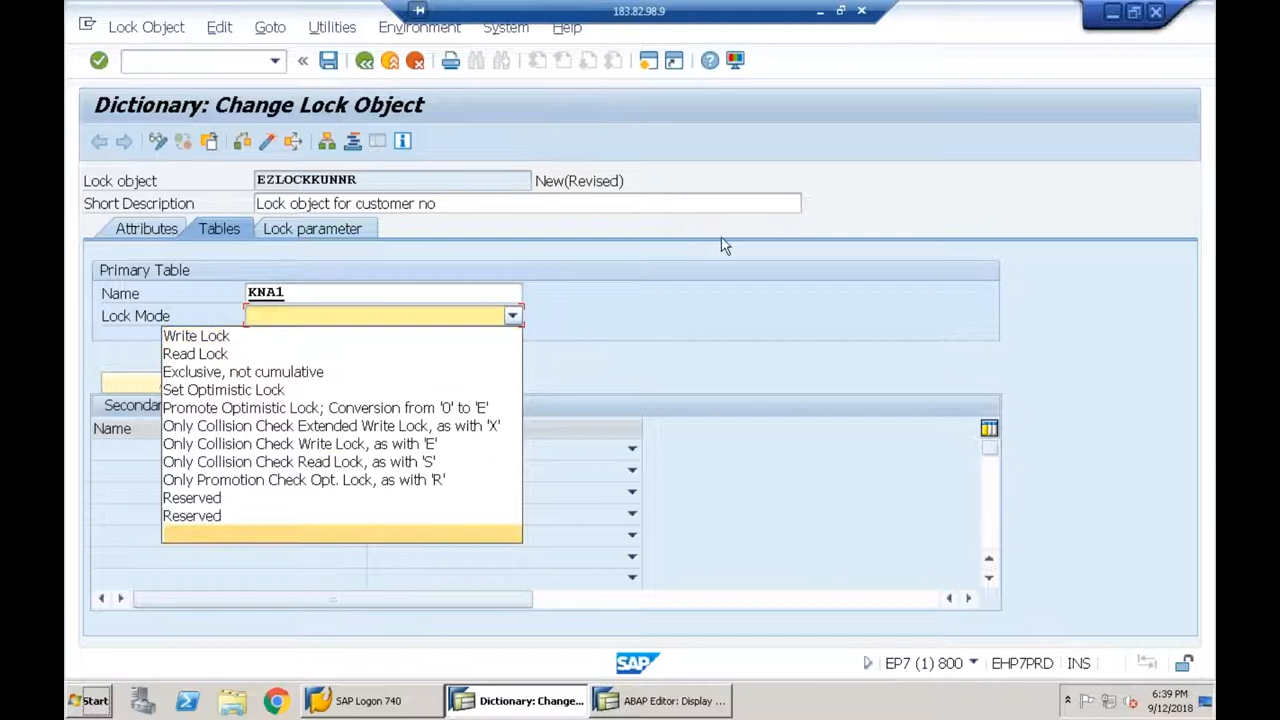 183.82.98.9
Lock Object Edit Goto Utilities Environment System Help
Dictionary: Change Lock Object
Lock object EZLOCKKUNNR New(Revised)
Short Description Lock object for customer no
Attributes Tables Lock parameter
Primary Table
Name KNA1
Lock Mode
Write Lock
Read Lock
Exclusive, not cumulative
Set Optimistic Lock
Promote Optimistic Lock; Conversion from 'O' to 'E'
Only Collision Check Extended Write Lock, as with 'X'
Secondar Only Collision Check Write Lock, as with 'E'
Name
Only Collision Check Read Lock, as with 'S'
Only Promotion Check Opt. Lock, as with 'R'
Reserved
Reserved
SAP EP7 (1) 800 EHP7PRD INS
Start SAP Logon 740 Dictionary: Change... ABAP Editor: Display ... 6:39 PM
9/12/2018